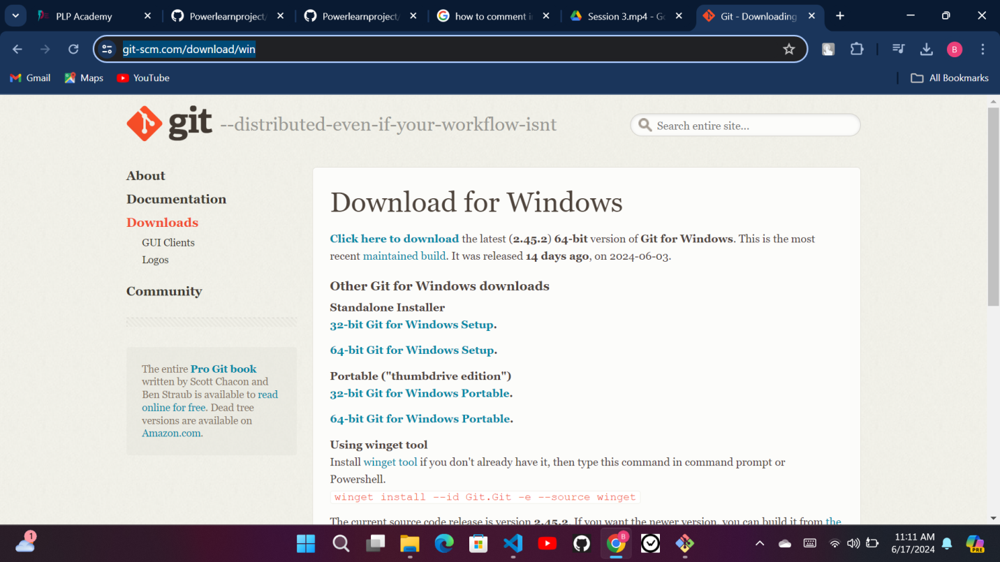 PLP Academy
Powerlearnproject/
Powerlearnproject/
how to comment i
Session 3.mp4 - Go
Git - Downloading
git-scm.com/download/win
B
Gmail
Maps
YouTube
All Bookmarks
git --distributed-even-if-your-workflow-isnt
Search entire site...
About
Documentation
Downloads
GUI Clients
Logos
Community
The entire Pro Git book
written by Scott Chacon and
Ben Straub is available to read
online for free. Dead tree
versions are available on
Amazon.com.
Download for Windows
Click here to download the latest (2.45.2) 64-bit version of Git for Windows. This is the most
recent maintained build. It was released 14 days ago, on 2024-06-03.
Other Git for Windows downloads
Standalone Installer
32-bit Git for Windows Setup.
64-bit Git for Windows Setup.
Portable ("thumbdrive edition")
32-bit Git for Windows Portable.
64-bit Git for Windows Portable.
Using winget tool
Install winget tool if you don't already have it, then type this command in command prompt or
Powershell.
winget install --id Git.Git -e --source winget
The current source code release is version 2.45.2. If you want the newer version, you can build it from the
1
B
PRE
11:11 AM
6/17/2024